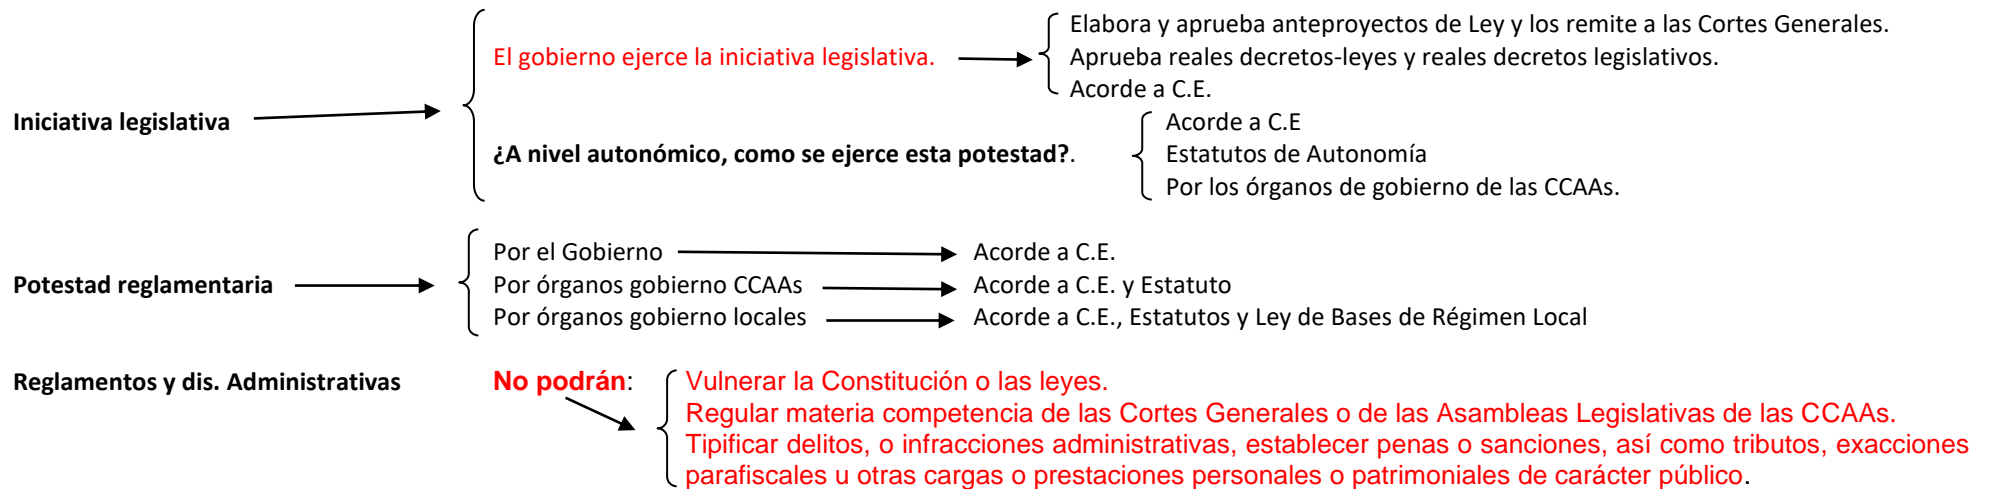 Elabora y aprueba anteproyectos de Ley y los remite a las Cortes Generales.
El gobierno ejerce la iniciativa legislativa.
Aprueba reales decretos-leyes y reales decretos legislativos.
Acorde a C.E.
Iniciativa legislativa
Acorde a C.E
¿A nivel autonómico, como se ejerce esta potestad?.
Estatutos de Autonomía
Por los órganos de gobierno de las CCAAs.
Por el Gobierno
Acorde a C.E.
Potestad reglamentaria
Por órganos gobierno CCAAs
Acorde a C.E. y Estatuto
Por órganos gobierno locales
Acorde a C.E., Estatutos y Ley de Bases de Régimen Local
Reglamentos y dis. Administrativas
No podrán:
Vulnerar la Constitución o las leyes.
Regular materia competencia de las Cortes Generales o de las Asambleas Legislativas de las CCAAs.
Tipificar delitos, o infracciones administrativas, establecer penas o sanciones, así como tributos, exacciones
parafiscales u otras cargas o prestaciones personales o patrimoniales de carácter público.